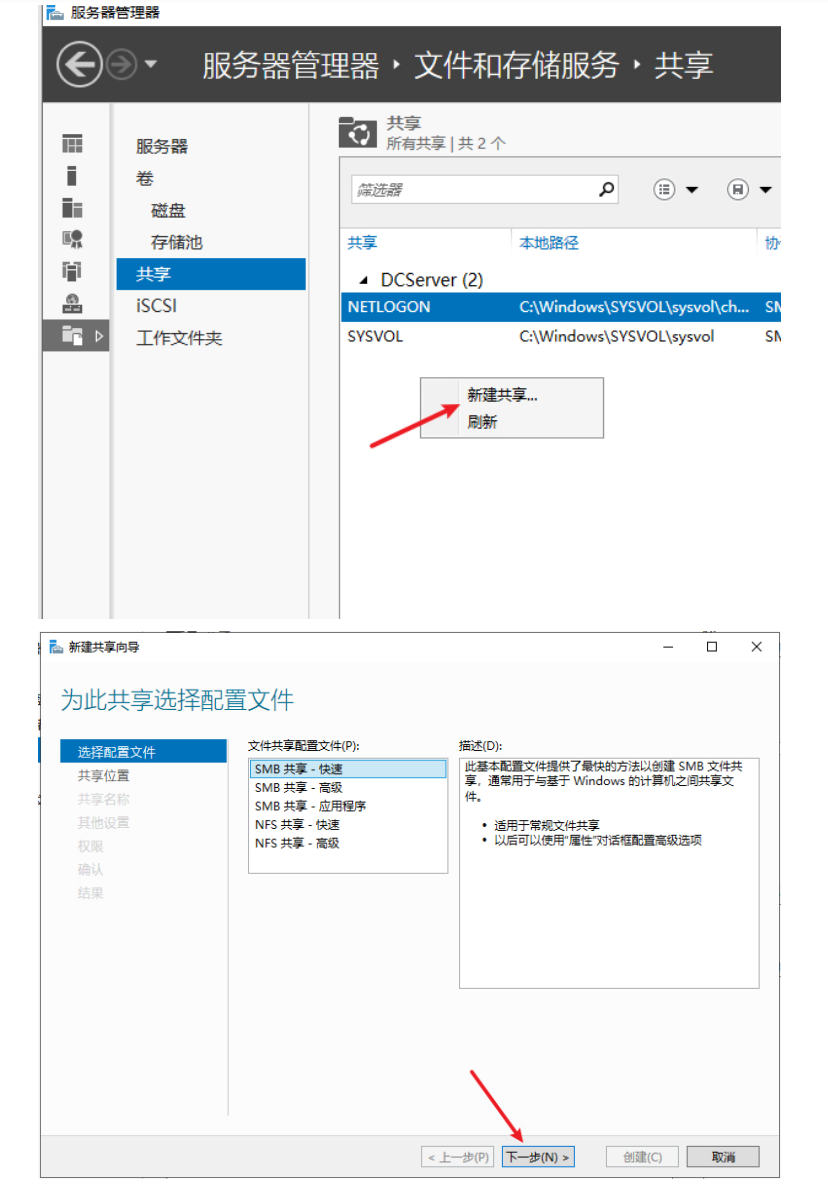 服务器管理器
服务器管理器 ‣ 文件和存储服务 ‣ 共享
服务器
卷
磁盘
存储池
共享
iSCSI
工作文件夹
共享
所有共享 | 共 2 个
筛选器
共享 本地路径
DCServer (2)
NETLOGON C:\Windows\SYSVOL\sysvol\ch... SM
SYSVOL C:\Windows\SYSVOL\sysvol SM
新建共享...
刷新
新建共享向导
为此共享选择配置文件
选择配置文件
共享位置
共享名称
其他设置
权限
确认
结果
文件共享配置文件(P):
SMB 共享 - 快速
SMB 共享 - 高级
SMB 共享 - 应用程序
NFS 共享 - 快速
NFS 共享 - 高级
描述(D):
此基本配置文件提供了最快的方法以创建 SMB 文件共
享，通常用于与基于 Windows 的计算机之间共享文
件。
• 适用于常规文件共享
• 以后可以使用"属性"对话框配置高级选项
< 上一步(P) 下一步(N) > 创建(C) 取消